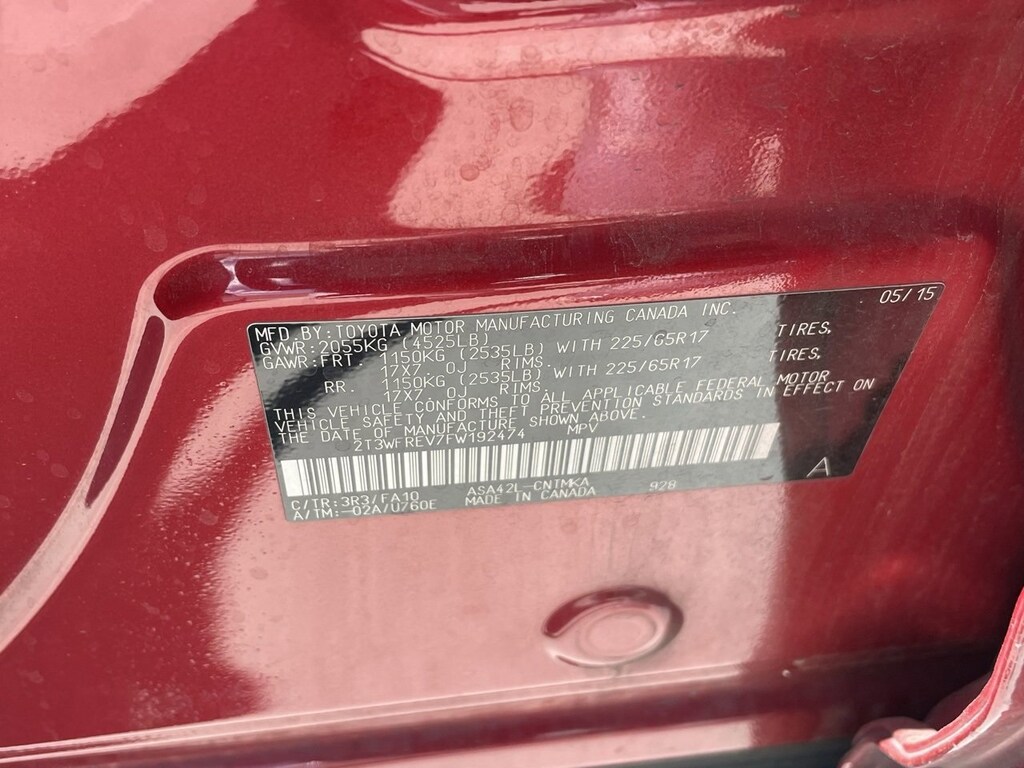 MFD. BY:TOYOTA MOTOR MANUFACTURING CANADA INC. 05/15
GVWR:2055KG (4525LB)
GAWR:FRT. 1150KG (2535LB) WITH 225/65R17 TIRES,
17X7. 0J RIMS.
RR. 1150KG (2535LB) WITH 225/65R17 TIRES,
17X7. 0J RIMS.
THIS VEHICLE CONFORMS TO ALL APPLICABLE FEDERAL MOTOR
VEHICLE SAFETY AND THEFT PREVENTION STANDARDS IN EFFECT ON
THE DATE OF MANUFACTURE SHOWN ABOVE.
2T3WFREV7FW192474 MPV
A
C/TR:3R3/FA10 ASA42L-CNTMKA 928
A/TM:-02A/0760E MADE IN CANADA